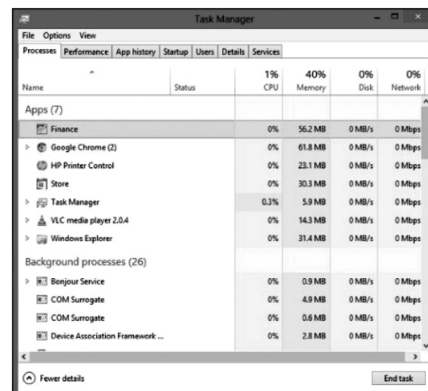 Task Manager
File Options View
Processes Performance App history Startup Users Details Services
1% 40% 0% 0%
Name Status CPU Memory Disk Network
Apps (7)
Finance 0% 56.2 MB 0 MB/s 0 Mbps
Google Chrome (2) 0% 61.8 MB 0 MB/s 0 Mbps
HP Printer Control 0% 23.1 MB 0 MB/s 0 Mbps
Store 0% 30.3 MB 0 MB/s 0 Mbps
Task Manager 0.3% 5.9 MB 0 MB/s 0 Mbps
VLC media player 2.0.4 0% 14.3 MB 0 MB/s 0 Mbps
Windows Explorer 0% 31.4 MB 0 MB/s 0 Mbps
Background processes (26)
Bonjour Service 0% 0.9 MB 0 MB/s 0 Mbps
COM Surrogate 0% 4.9 MB 0 MB/s 0 Mbps
COM Surrogate 0% 0.6 MB 0 MB/s 0 Mbps
Device Association Framework ... 0% 2.8 MB 0 MB/s 0 Mbps
Fewer details End task